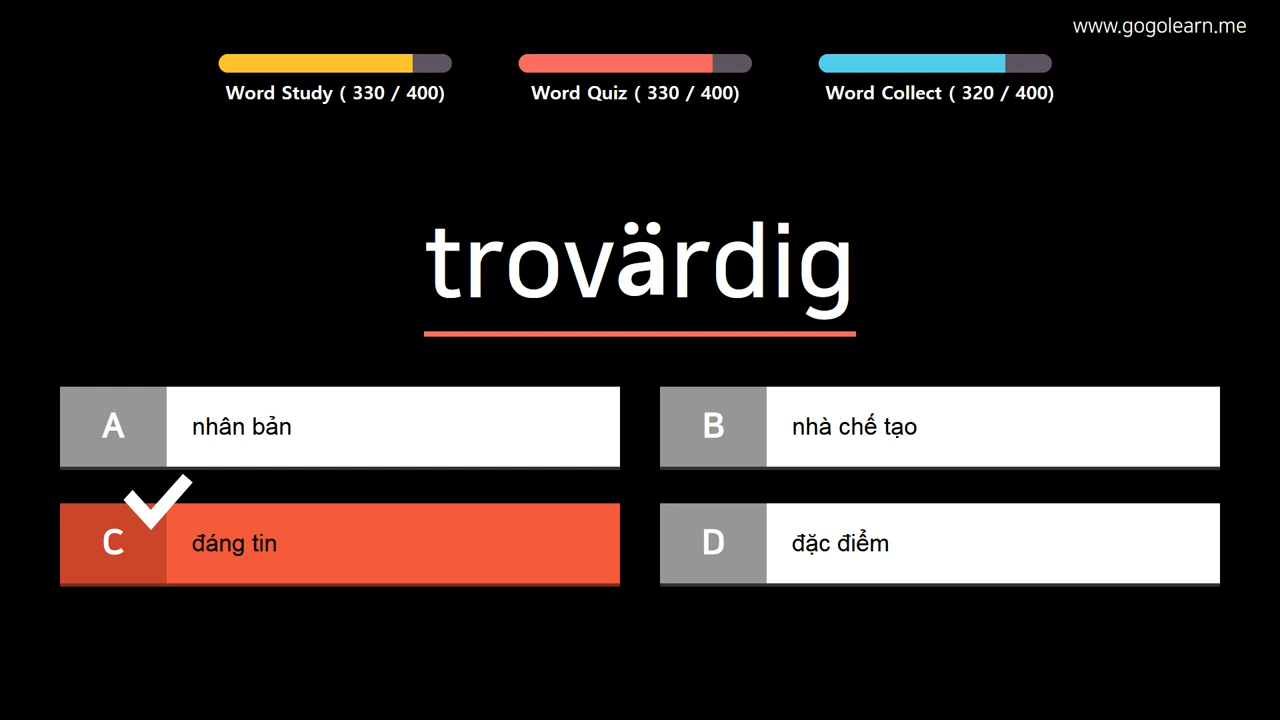 www.gogolearn.me
Word Study ( 330 / 400)
Word Quiz ( 330 / 400)
Word Collect ( 320 / 400)
trovärdig
A
nhân bản
B
nhà chế tạo
C
đáng tin
D
đặc điểm